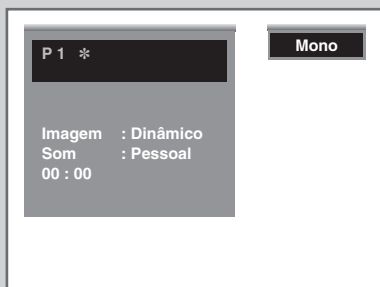 P 1 ✻
Mono
Imagem : Dinâmico
Som : Pessoal
00 : 00